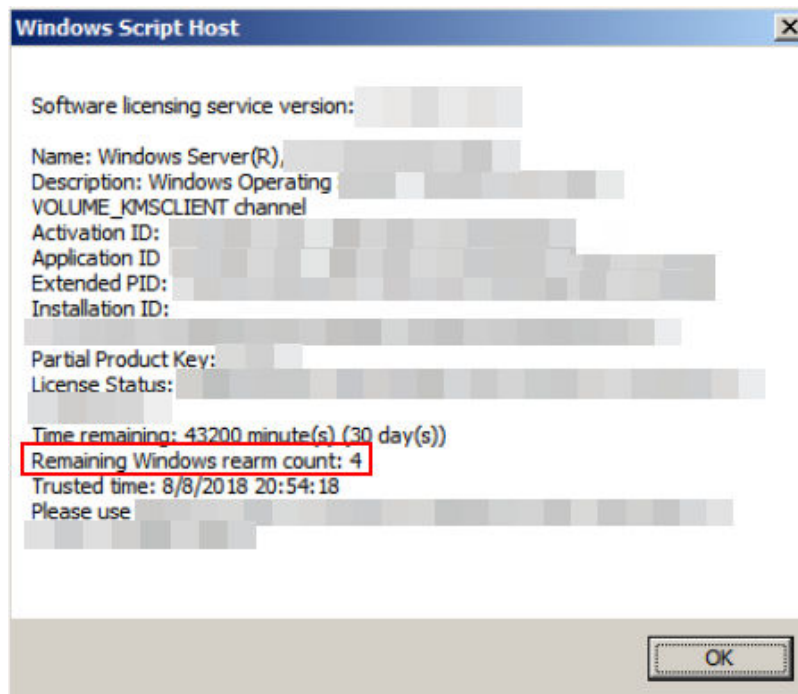 Windows Script Host
Software licensing service version:
Name: Windows Server(R),
Description: Windows Operating
VOLUME_KMSCLIENT channel
Activation ID:
Application ID
Extended PID:
Installation ID:
Partial Product Key:
License Status:
Time remaining: 43200 minute(s) (30 day(s))
Remaining Windows rearm count: 4
Trusted time: 8/8/2018 20:54:18
Please use
OK